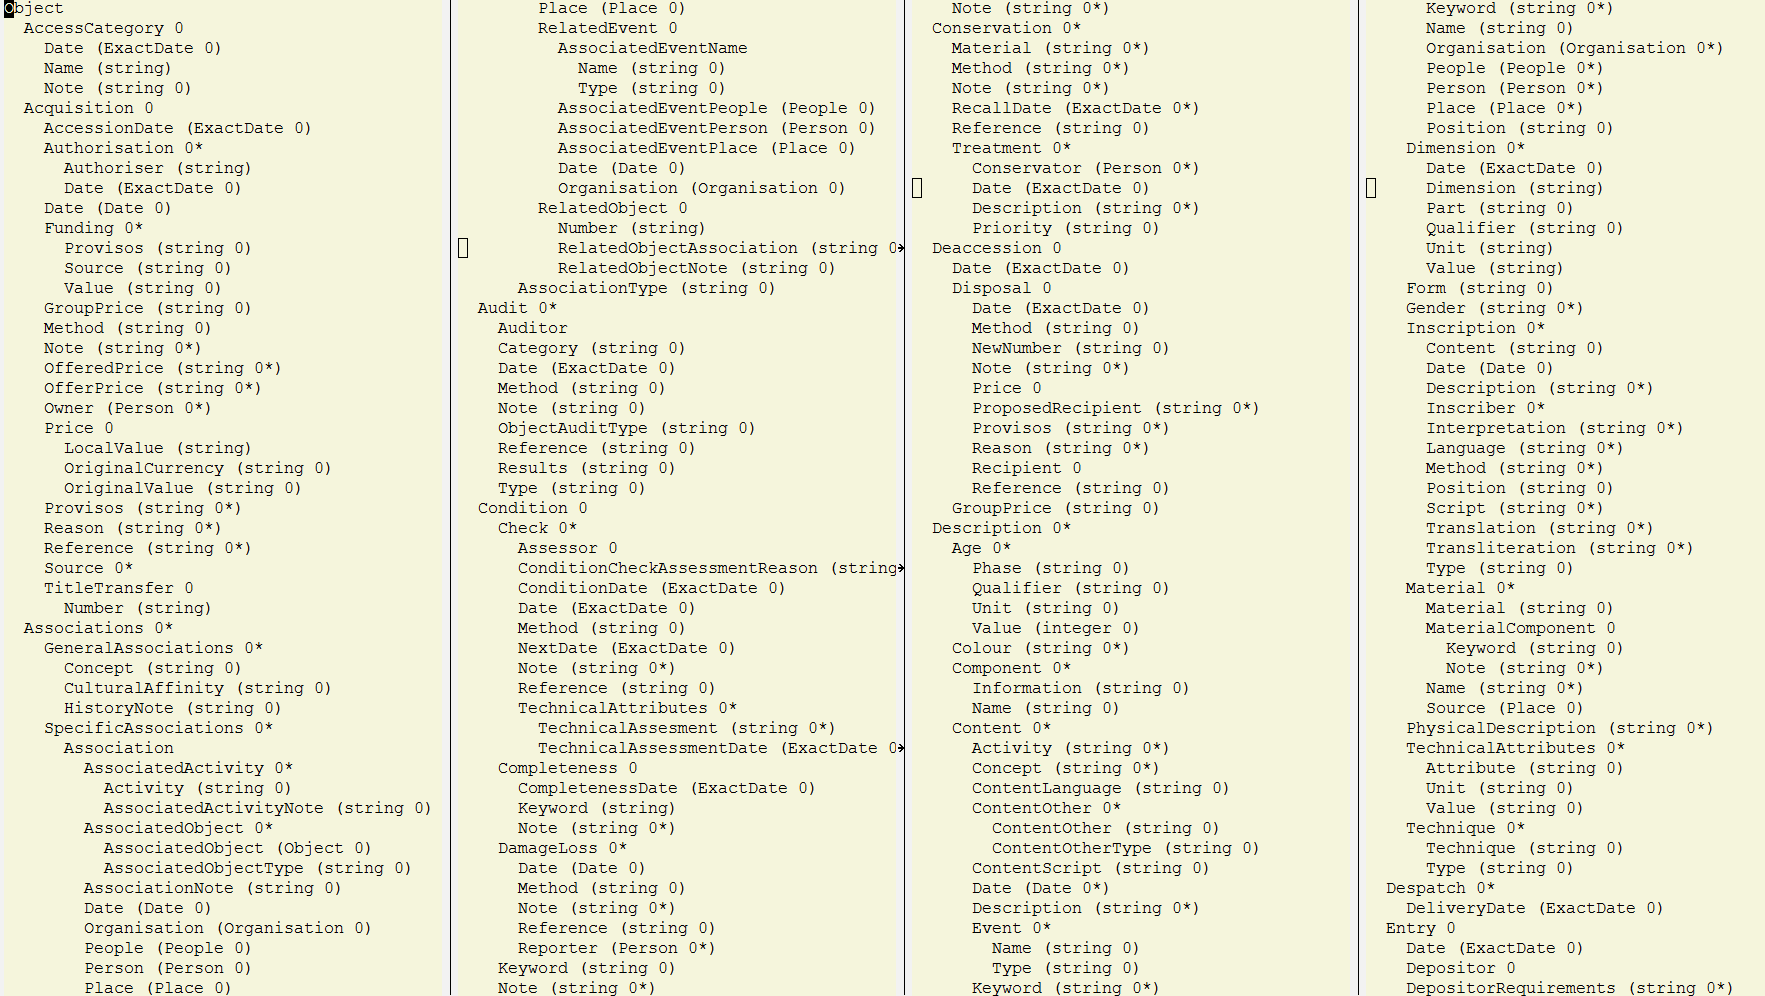 Object
AccessCategory 0
Date (ExactDate 0)
Name (string)
Note (string 0)
Acquisition 0
AccessionDate (ExactDate 0)
Authorisation 0*
Authoriser (string)
Date (ExactDate 0)
Date (Date 0)
Funding 0*
Provisos (string 0)
Source (string 0)
Value (string 0)
GroupPrice (string 0)
Method (string 0)
Note (string 0*)
OfferedPrice (string 0*)
OfferPrice (string 0*)
Owner (Person 0*)
Price 0
LocalValue (string)
OriginalCurrency (string 0)
OriginalValue (string 0)
Provisos (string 0*)
Reason (string 0*)
Reference (string 0*)
Source 0*
TitleTransfer 0
Number (string)
Associations 0*
GeneralAssociations 0*
Concept (string 0)
CulturalAffinity (string 0)
HistoryNote (string 0)
SpecificAssociations 0*
Association
AssociatedActivity 0*
Activity (string 0)
AssociatedActivityNote (string 0)
AssociatedObject 0*
AssociatedObject (Object 0)
AssociatedObjectType (string 0)
AssociationNote (string 0)
Date (Date 0)
Organisation (Organisation 0)
People (People 0)
Person (Person 0)
Place (Place 0)
Place (Place 0)
RelatedEvent 0
AssociatedEventName
Name (string 0)
Type (string 0)
AssociatedEventPeople (People 0)
AssociatedEventPerson (Person 0)
AssociatedEventPlace (Place 0)
Date (Date 0)
Organisation (Organisation 0)
RelatedObject 0
Number (string)
RelatedObjectAssociation (string 0
RelatedObjectNote (string 0)
AssociationType (string 0)
Audit 0*
Auditor
Category (string 0)
Date (ExactDate 0)
Method (string 0)
Note (string 0)
ObjectAuditType (string 0)
Reference (string 0)
Results (string 0)
Type (string 0)
Condition 0
Check 0*
Assessor 0
ConditionCheckAssessmentReason (string
ConditionDate (ExactDate 0)
Date (ExactDate 0)
Method (string 0)
NextDate (ExactDate 0)
Note (string 0*)
Reference (string 0)
TechnicalAttributes 0*
TechnicalAssesment (string 0*)
TechnicalAssessmentDate (ExactDate 0
Completeness 0
CompletenessDate (ExactDate 0)
Keyword (string)
Note (string 0*)
DamageLoss 0*
Date (Date 0)
Method (string 0)
Note (string 0*)
Reference (string 0)
Reporter (Person 0*)
Keyword (string 0)
Note (string 0*)
Note (string 0*)
Conservation 0*
Material (string 0*)
Method (string 0*)
Note (string 0*)
RecallDate (ExactDate 0*)
Reference (string 0)
Treatment 0*
Conservator (Person 0*)
Date (ExactDate 0)
Description (string 0*)
Priority (string 0)
Deaccession 0
Date (ExactDate 0)
Disposal 0
Date (ExactDate 0)
Method (string 0)
NewNumber (string 0)
Note (string 0*)
Price 0
ProposedRecipient (string 0*)
Provisos (string 0*)
Reason (string 0*)
Recipient 0
Reference (string 0)
GroupPrice (string 0)
Description 0*
Age 0*
Phase (string 0)
Qualifier (string 0)
Unit (string 0)
Value (integer 0)
Colour (string 0*)
Component 0*
Information (string 0)
Name (string 0)
Content 0*
Activity (string 0*)
Concept (string 0*)
ContentLanguage (string 0)
ContentOther 0*
ContentOther (string 0)
ContentOtherType (string 0)
ContentScript (string 0)
Date (Date 0*)
Description (string 0*)
Event 0*
Name (string 0)
Type (string 0)
Keyword (string 0*)
Keyword (string 0*)
Name (string 0)
Organisation (Organisation 0*)
People (People 0*)
Person (Person 0*)
Place (Place 0*)
Position (string 0)
Dimension 0*
Date (ExactDate 0)
Dimension (string)
Part (string 0)
Qualifier (string 0)
Unit (string)
Value (string)
Form (string 0)
Gender (string 0*)
Inscription 0*
Content (string 0)
Date (Date 0)
Description (string 0*)
Inscriber 0*
Interpretation (string 0*)
Language (string 0*)
Method (string 0*)
Position (string 0)
Script (string 0*)
Translation (string 0*)
Transliteration (string 0*)
Type (string 0)
Material 0*
Material (string 0)
MaterialComponent 0
Keyword (string 0)
Note (string 0*)
Name (string 0*)
Source (Place 0)
PhysicalDescription (string 0*)
TechnicalAttributes 0*
Attribute (string 0)
Unit (string 0)
Value (string 0)
Technique 0*
Technique (string 0)
Type (string 0)
Despatch 0*
DeliveryDate (ExactDate 0)
Entry 0
Date (ExactDate 0)
Depositor 0
DepositorRequirements (string 0*)